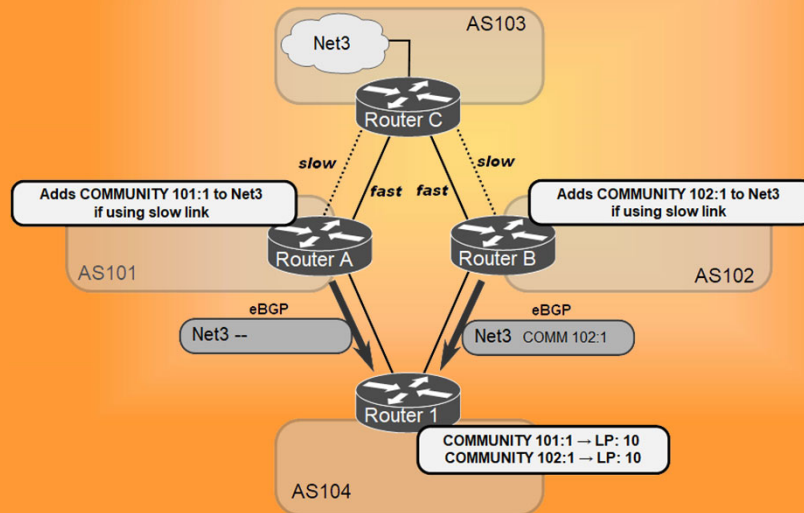 AS103
Net3
Router C
slow
slow
fast
fast
Adds COMMUNITY 101:1 to Net3
if using slow link
Adds COMMUNITY 102:1 to Net3
if using slow link
Router A
Router B
AS101
AS102
eBGP
eBGP
Net3 --
Net3 COMM 102:1
Router 1
COMMUNITY 101:1 → LP: 10
COMMUNITY 102:1 → LP: 10
AS104